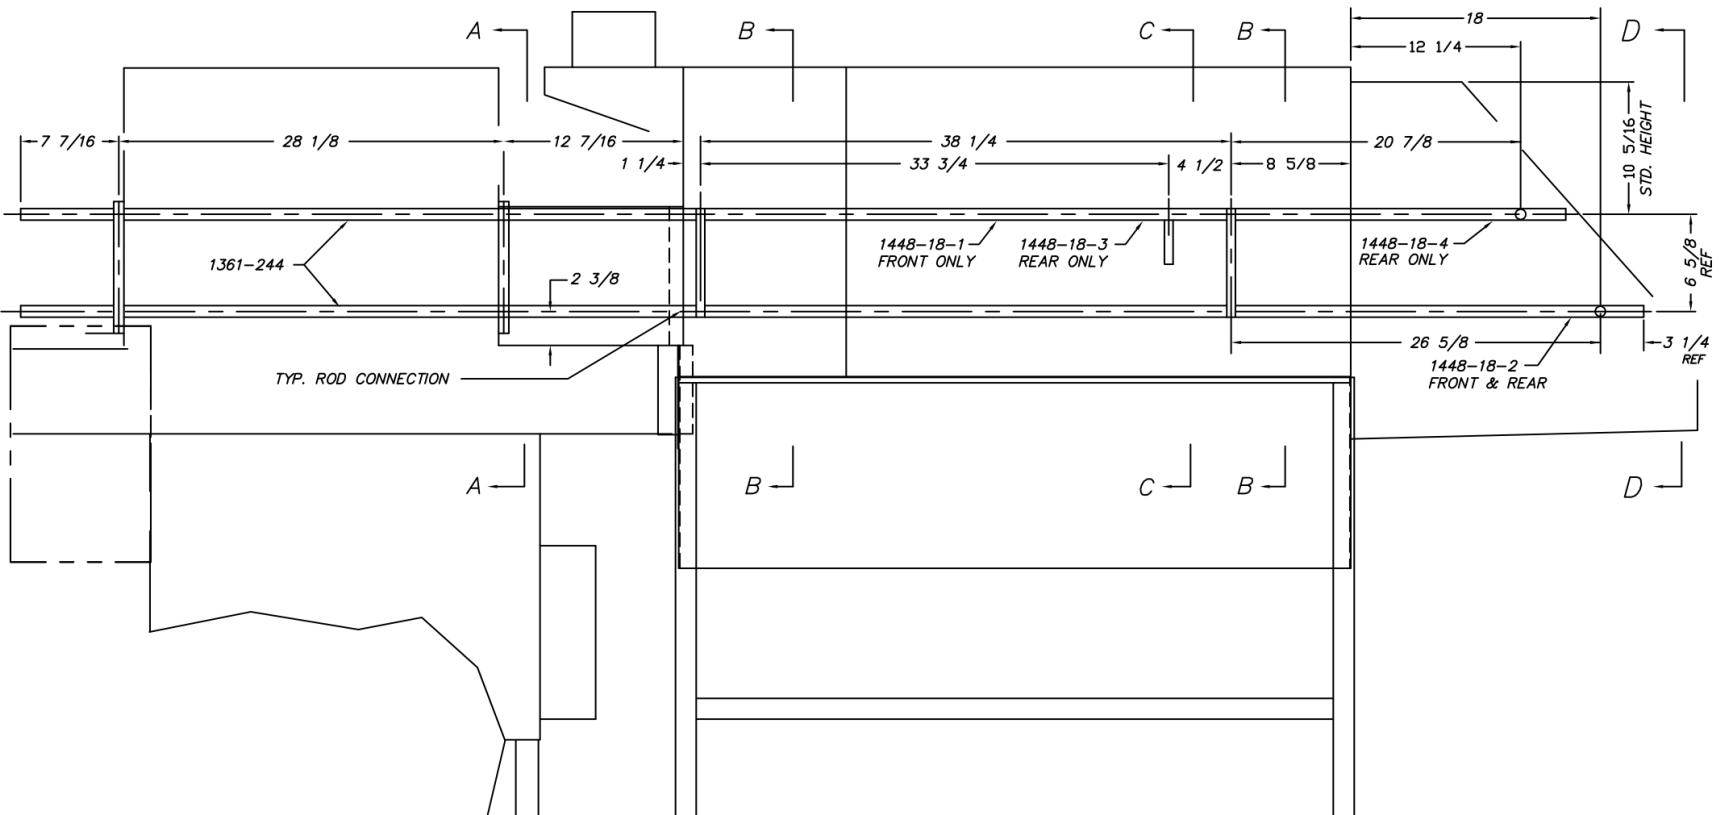 A
B
C
B
18
D
12 1/4
7 7/16
28 1/8
12 7/16
38 1/4
20 7/8
10 5/16
STD. HEIGHT
1 1/4
33 3/4
4 1/2
8 5/8
1361-244
1448-18-1
FRONT ONLY
1448-18-3
REAR ONLY
1448-18-4
REAR ONLY
6 5/8
REF
2 3/8
26 5/8
3 1/4
REF
TYP. ROD CONNECTION
1448-18-2
FRONT & REAR
A
B
C
B
D